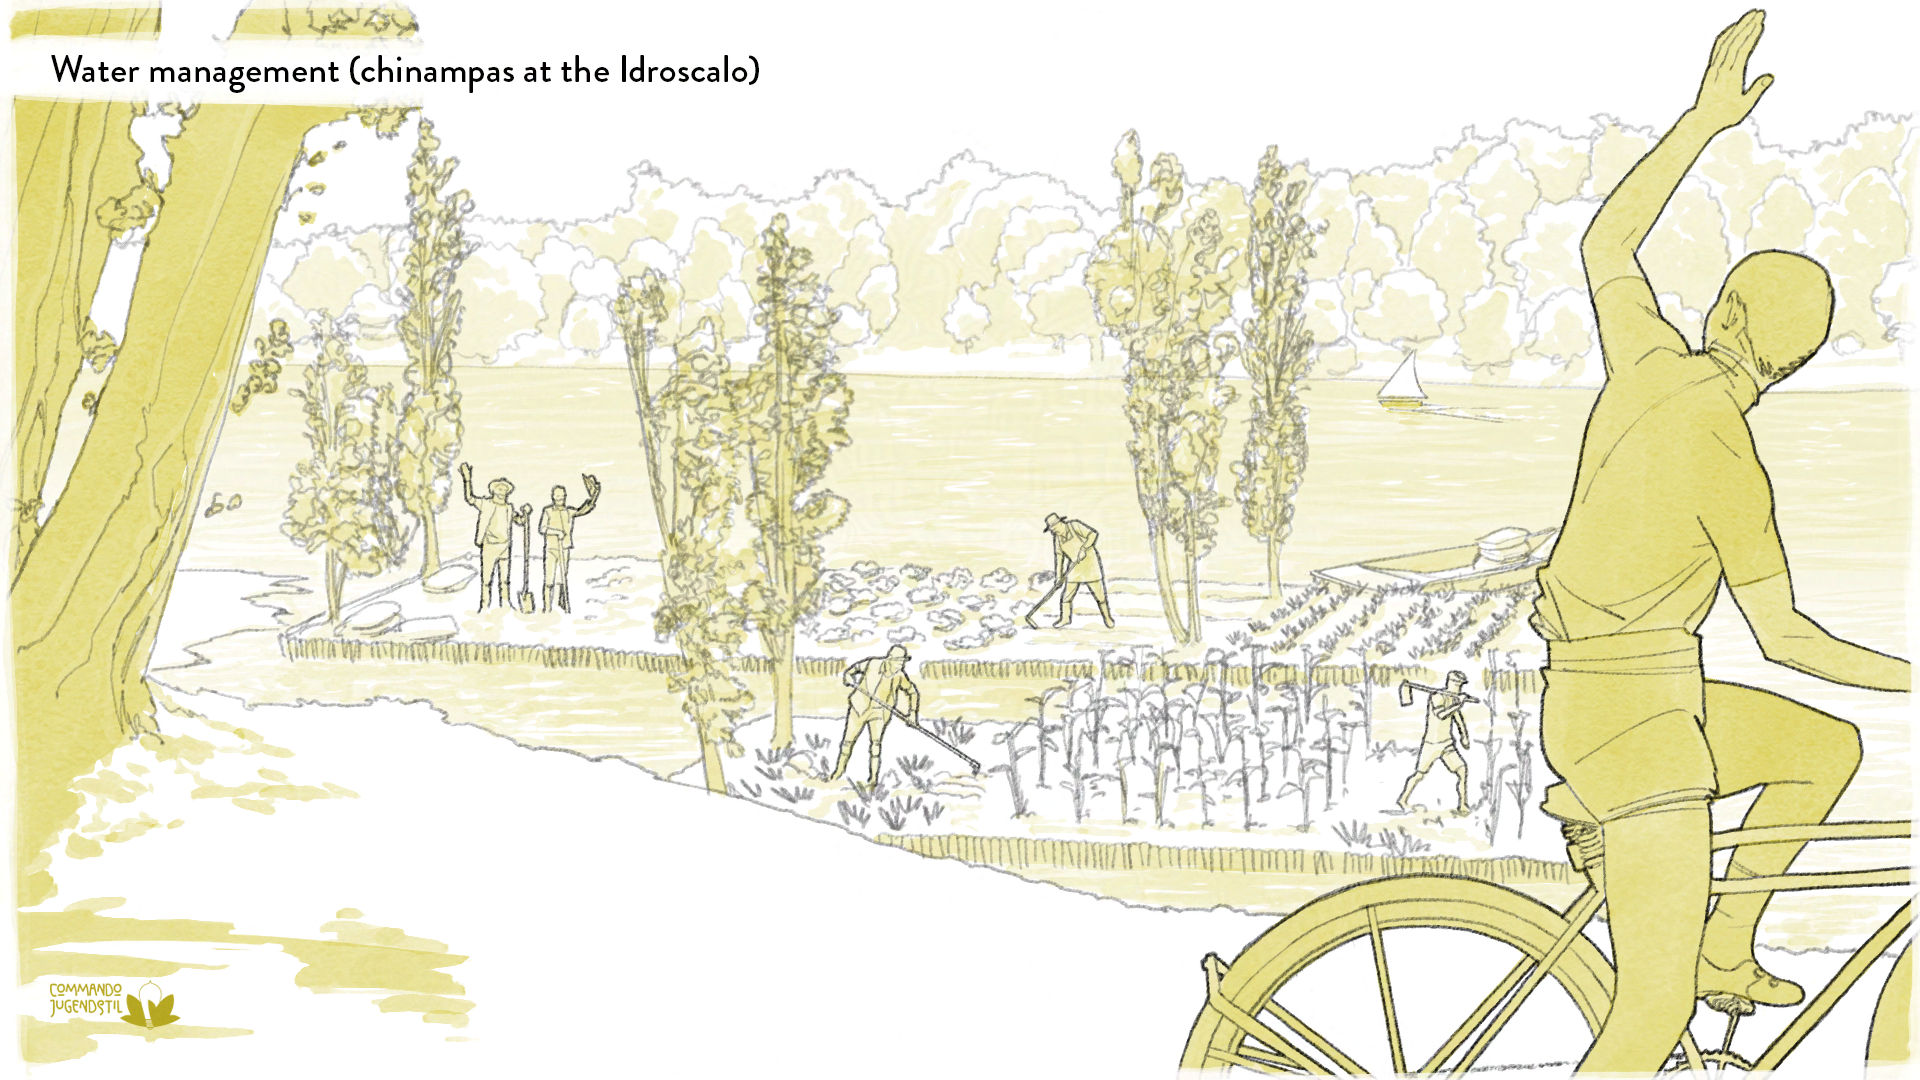 Water management (chinampas at the Idroscalo)
COMMANDO
JUGENDSTIL